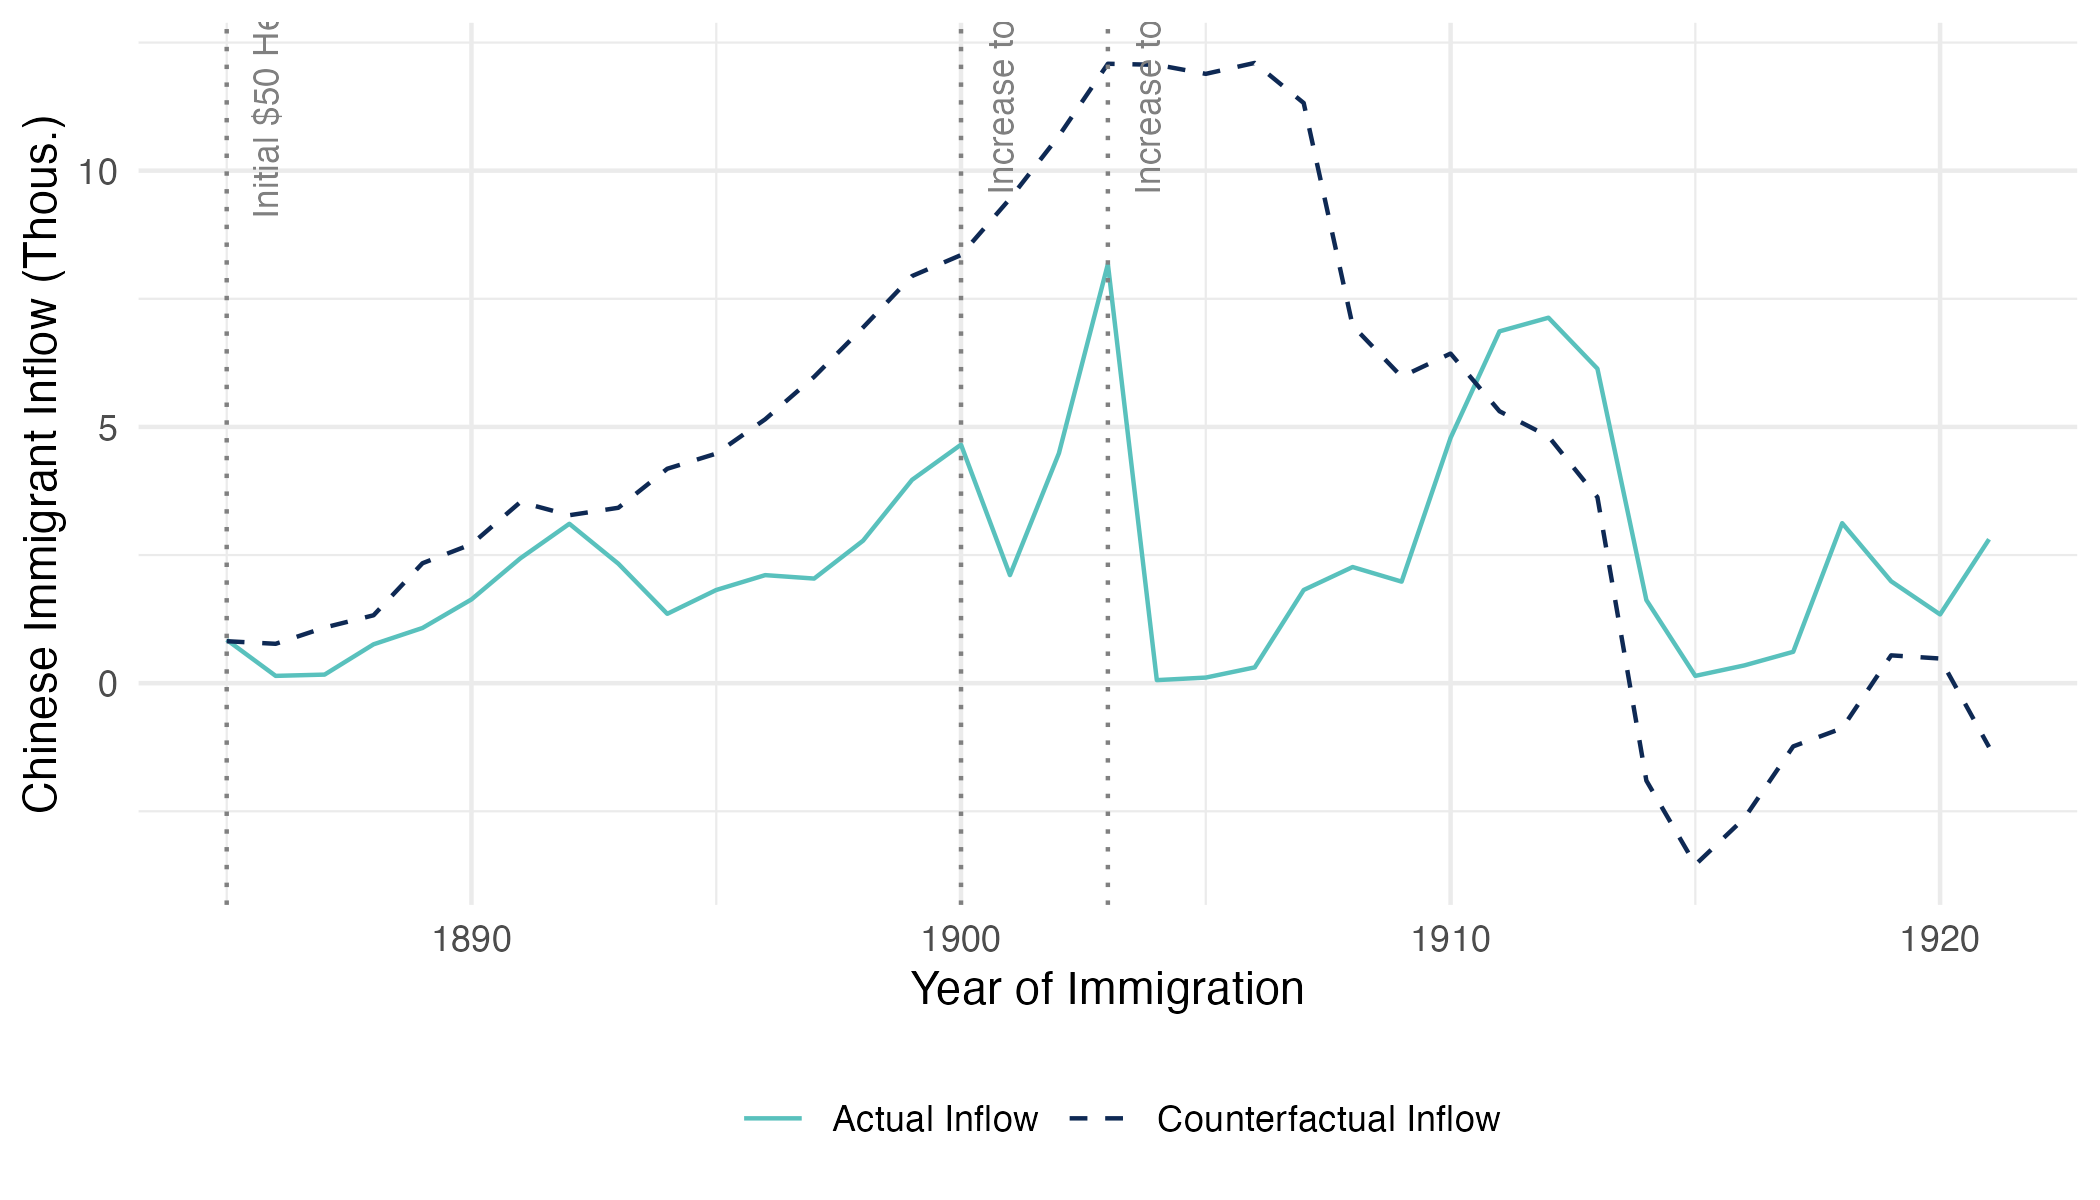 Chinese Immigrant Inflow (Thous.)
10
5
0
Initial $50
Increase to
Increase to
1890
1900
1910
1920
Year of Immigration
Actual Inflow
Counterfactual Inflow